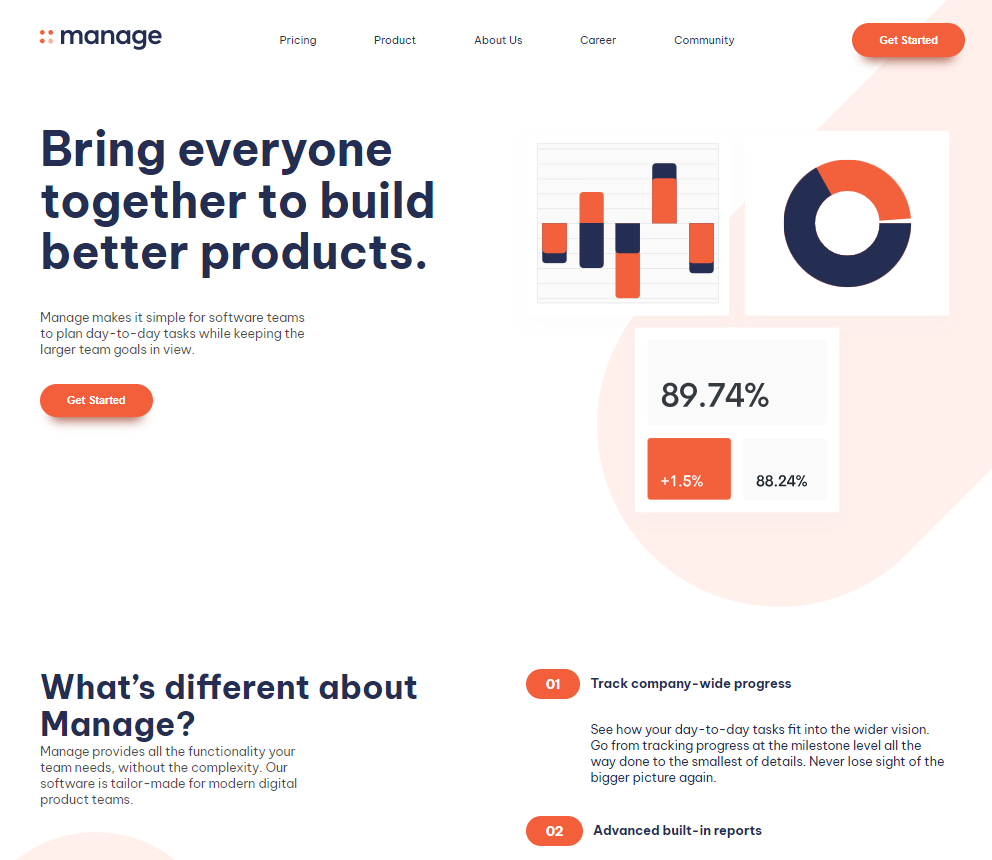 manage
Pricing
Product
About Us
Career
Community
Get Started
Bring everyone
together to build
better products.
Manage makes it simple for software teams
to plan day-to-day tasks while keeping the
larger team goals in view.
Get Started
89.74%
+1.5%
88.24%
What’s different about
Manage?
Manage provides all the functionality your
team needs, without the complexity. Our
software is tailor-made for modern digital
product teams.
01
Track company-wide progress
See how your day-to-day tasks fit into the wider vision.
Go from tracking progress at the milestone level all the
way done to the smallest of details. Never lose sight of the
bigger picture again.
02
Advanced built-in reports